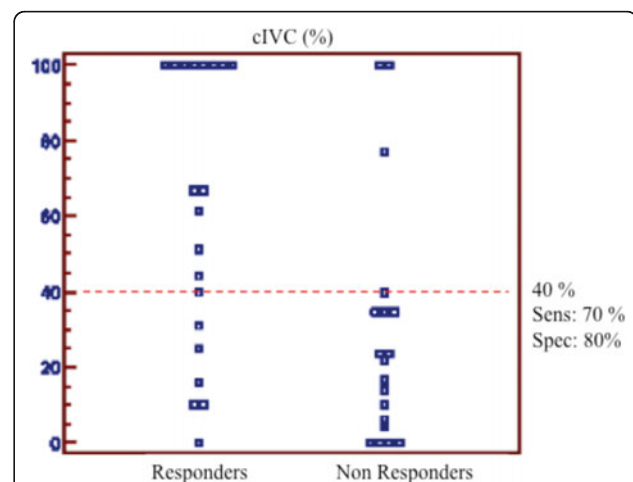 cIVC (%)
100
80
60
40
20
0
40 %
Sens: 70 %
Spec: 80%
Responders
Non Responders